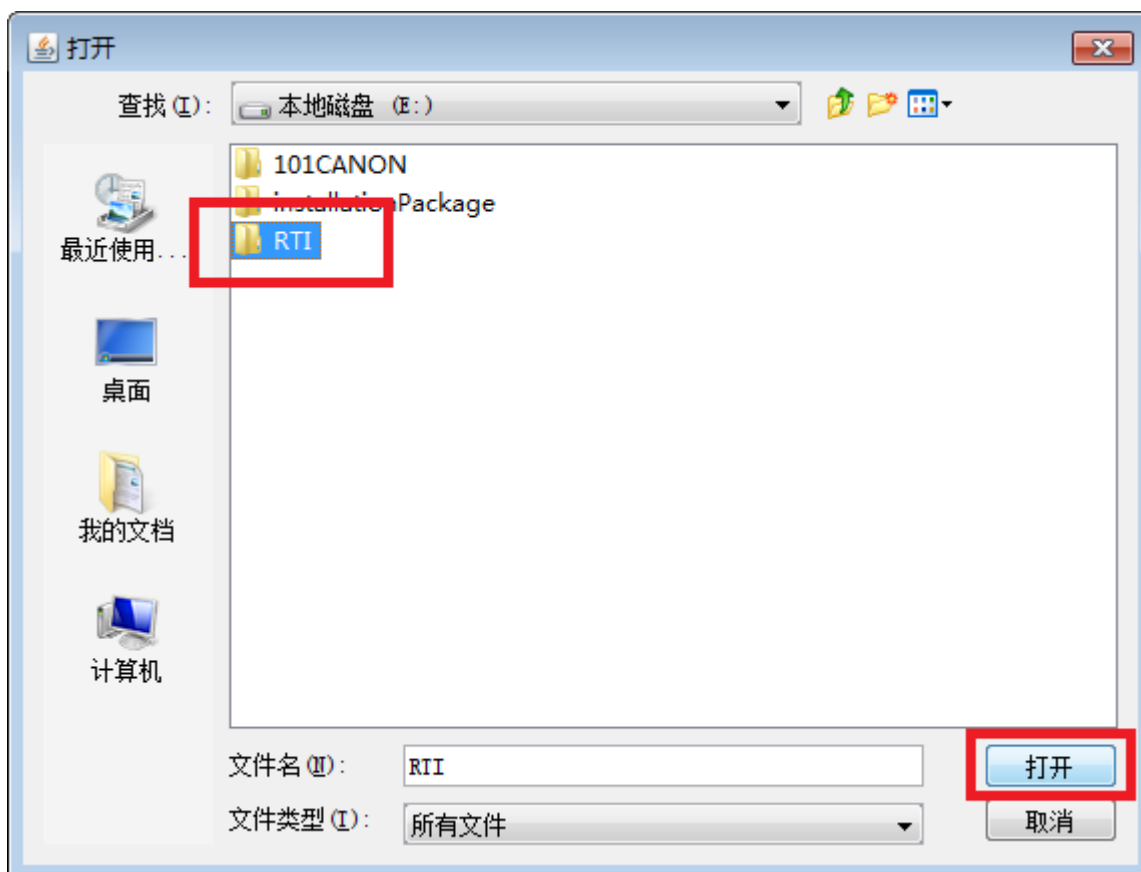 打开
查找(I):
本地磁盘 (E:)
101CANON
installationPackage
RTI
最近使用...
桌面
我的文档
计算机
文件名(N):
RTI
打开
文件类型(T):
所有文件
取消